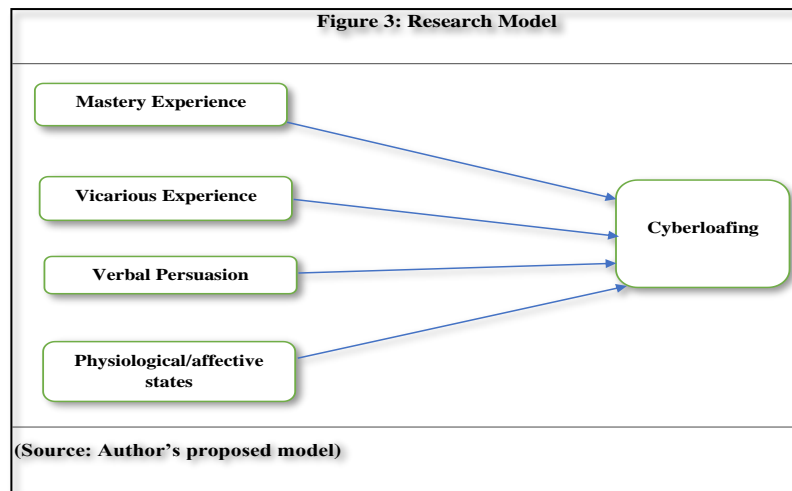 Figure 3: Research Model
Mastery Experience
Vicarious Experience
Verbal Persuasion
Physiological/affective
states
Cyberloafing
(Source: Author’s proposed model)